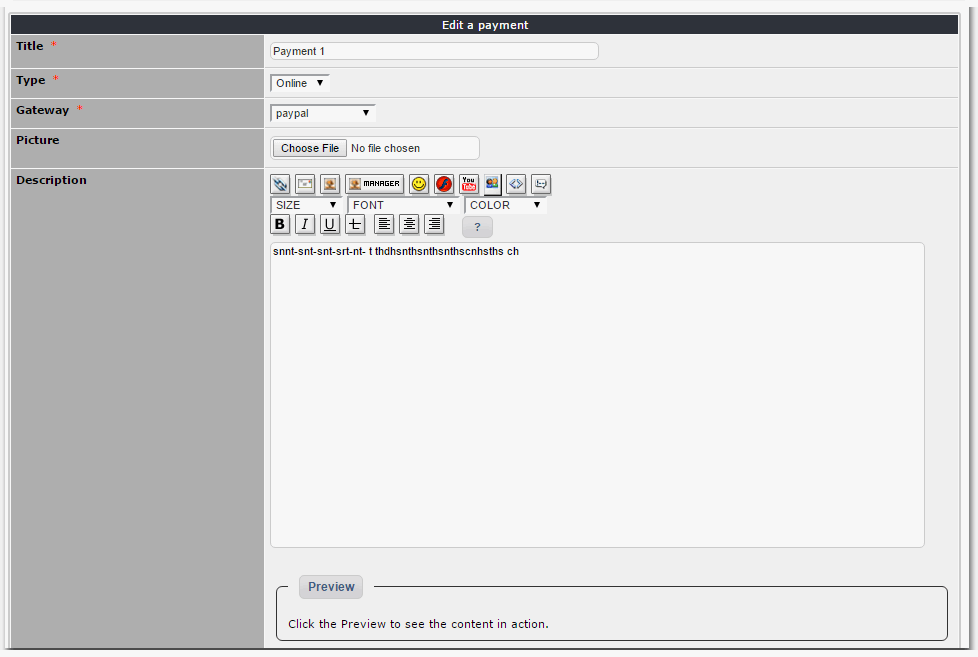 Edit a payment
Title *
Payment 1
Type *
Online
Gateway *
paypal
Picture
Choose File No file chosen
Description
MANAGER You Tube
SIZE FONT COLOR
B I U T ?
snnt-snt-snt-srt-nt- t thdhsnthsnthsnthscnhsths ch
Preview
Click the Preview to see the content in action.